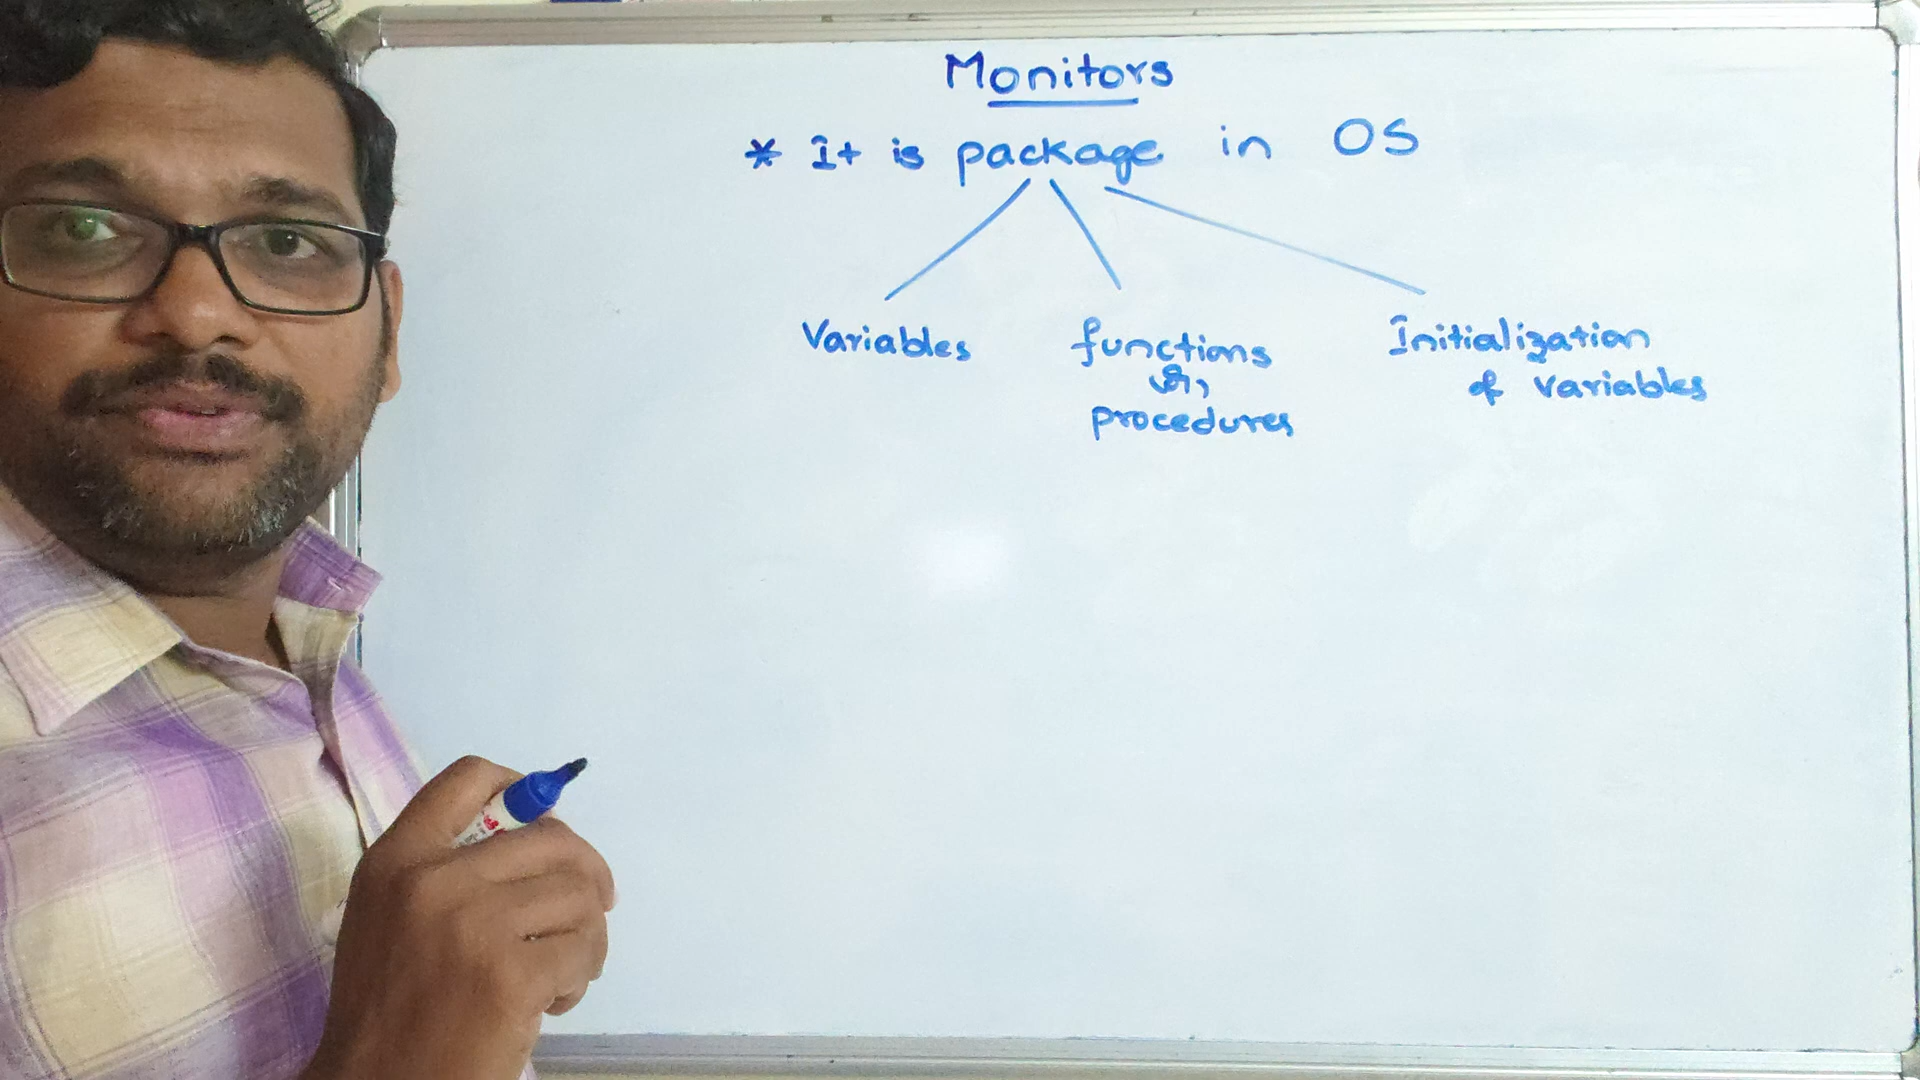 Monitors
* It is package in OS
Variables
functions
(or)
procedures
Initialization
of variables